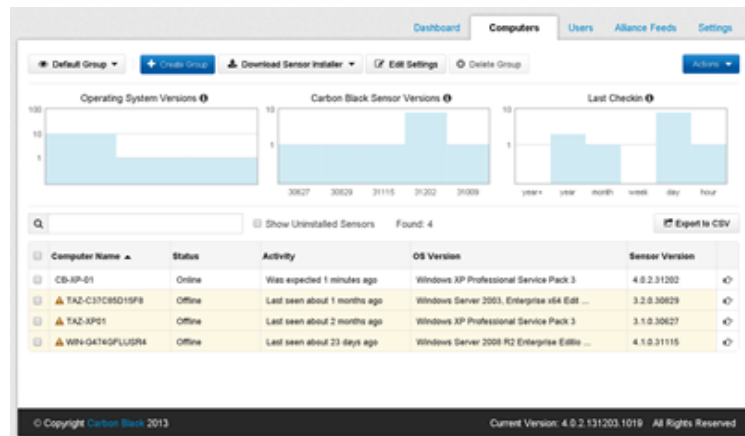 Dashboard Computers Users Alliance Feeds Settings
Default Group Create Group Download Sensor Installer Edit Settings Delete Group Actions
Operating System Versions Carbon Black Sensor Versions Last Checkin
100 10 10
10
1 1 1
30627 30829 31115 31202 31009 year+ year month week day hour
Show Uninstalled Sensors Found: 4 Export to CSV
Computer Name Status Activity OS Version Sensor Version
CB-XP-01 Online Was expected 1 minutes ago Windows XP Professional Service Pack 3 4.0.2.31202
TAZ-C37C85D15F8 Offline Last seen about 1 months ago Windows Server 2003, Enterprise x64 Edit ... 3.2.0.30829
TAZ-XP01 Offline Last seen about 2 months ago Windows XP Professional Service Pack 3 3.1.0.30627
WIN-G474GFLUSR4 Offline Last seen about 23 days ago Windows Server 2008 R2 Enterprise Editio ... 4.1.0.31115
© Copyright Carbon Black 2013 Current Version: 4.0.2.131203.1019 All Rights Reserved